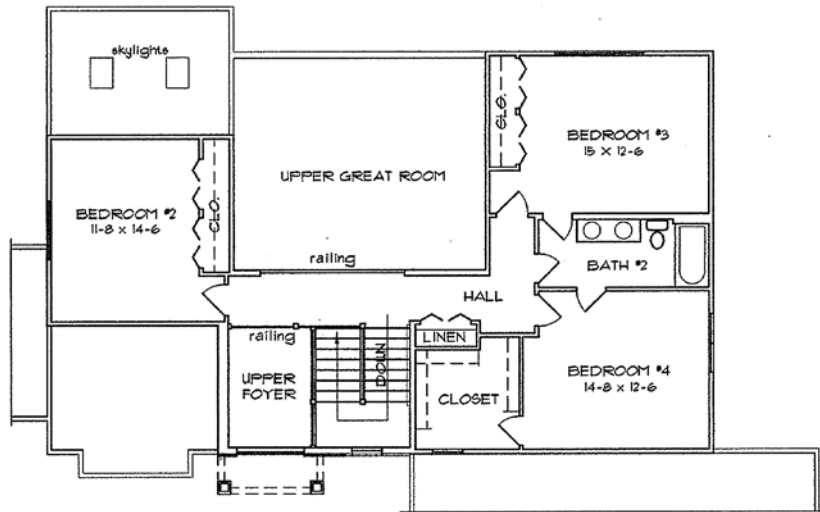 skylights
CLO.
BEDROOM #3
15 X 12-6
UPPER GREAT ROOM
BEDROOM #2
11-8 x 14-6
CLO.
railing
BATH #2
HALL
railing
LINEN
DOWN
UPPER
FOYER
BEDROOM #4
14-8 x 12-6
CLOSET